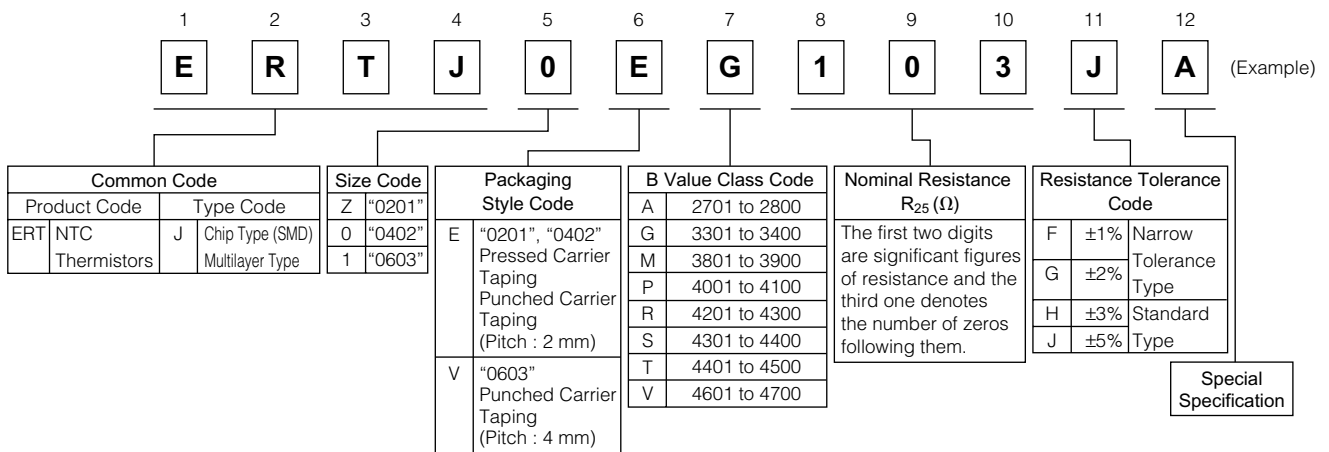 1 2 3 4 5 6 7 8 9 10 11 12
E R T J 0 E G 1 0 3 J A (Example)
Common Code
Product Code Type Code
ERT NTC Thermistors
J Chip Type (SMD) Multilayer Type
Size Code
Z "0201"
0 "0402"
1 "0603"
Packaging
Style Code
E "0201", "0402"
Pressed Carrier
Taping
Punched Carrier
Taping
(Pitch : 2 mm)
V "0603"
Punched Carrier
Taping
(Pitch : 4 mm)
B Value Class Code
A 2701 to 2800
G 3301 to 3400
M 3801 to 3900
P 4001 to 4100
R 4201 to 4300
S 4301 to 4400
T 4401 to 4500
V 4601 to 4700
Nominal Resistance
R25 (Ω)
The first two digits
are significant figures
of resistance and the
third one denotes
the number of zeros
following them.
Resistance Tolerance
Code
F ±1%
G ±2%
Narrow
Tolerance
Type
H ±3%
J ±5%
Standard
Type
Special
Specification